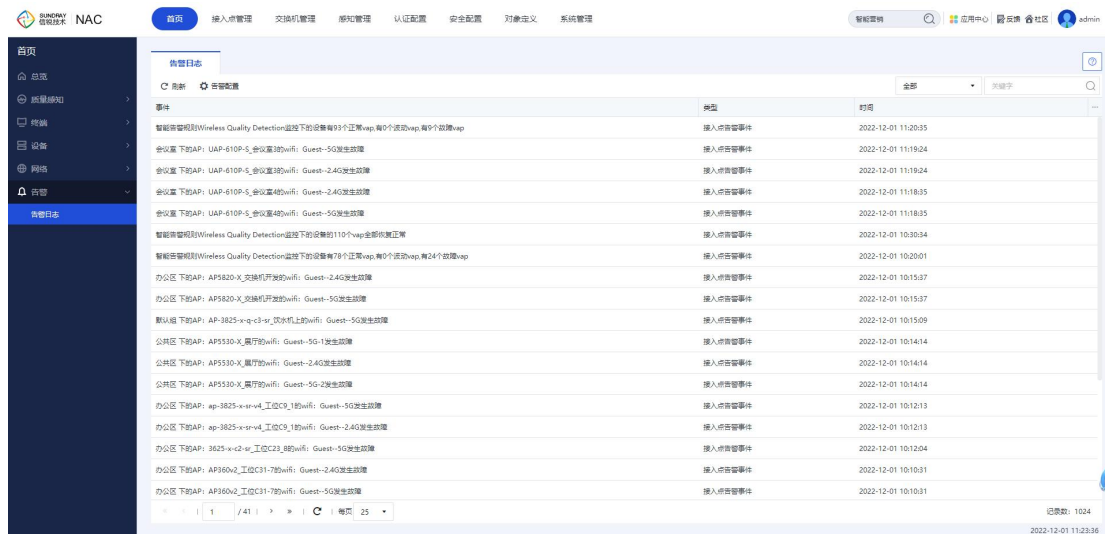 SUNDRAY 信锐技术 NAC 首页 接入点管理 交换机管理 感知管理 认证配置 安全配置 对象定义 系统管理 智能营销 应用中心 反馈 社区 admin
首页
总览
质量感知
终端
设备
网络
告警
告警日志
告警日志
刷新 告警配置 全部 关键字
事件 类型 时间
智能告警规则Wireless Quality Detection监控下的设备有93个正常vap,有0个波动vap,有9个故障vap 接入点告警事件 2022-12-01 11:20:35
会议室 下的AP：UAP-610P-S_会议室3的wifi：Guest--5G发生故障 接入点告警事件 2022-12-01 11:19:24
会议室 下的AP：UAP-610P-S_会议室3的wifi：Guest--2.4G发生故障 接入点告警事件 2022-12-01 11:19:24
会议室 下的AP：UAP-610P-S_会议室4的wifi：Guest--2.4G发生故障 接入点告警事件 2022-12-01 11:18:35
会议室 下的AP：UAP-610P-S_会议室4的wifi：Guest--5G发生故障 接入点告警事件 2022-12-01 11:18:35
智能告警规则Wireless Quality Detection监控下的设备的110个vap全部恢复正常 接入点告警事件 2022-12-01 10:30:34
智能告警规则Wireless Quality Detection监控下的设备有78个正常vap,有0个波动vap,有24个故障vap 接入点告警事件 2022-12-01 10:20:01
办公区 下的AP：AP5820-X_交换机开发的wifi：Guest--2.4G发生故障 接入点告警事件 2022-12-01 10:15:37
办公区 下的AP：AP5820-X_交换机开发的wifi：Guest--5G发生故障 接入点告警事件 2022-12-01 10:15:37
默认组 下的AP：AP-3825-x-q-c3-sr_饮水机上的wifi：Guest--5G发生故障 接入点告警事件 2022-12-01 10:15:09
公共区 下的AP：AP5530-X_展厅的wifi：Guest--5G-1发生故障 接入点告警事件 2022-12-01 10:14:14
公共区 下的AP：AP5530-X_展厅的wifi：Guest--2.4G发生故障 接入点告警事件 2022-12-01 10:14:14
公共区 下的AP：AP5530-X_展厅的wifi：Guest--5G-2发生故障 接入点告警事件 2022-12-01 10:14:14
办公区 下的AP：ap-3825-x-sr-v4_工位C9_1的wifi：Guest--5G发生故障 接入点告警事件 2022-12-01 10:12:13
办公区 下的AP：ap-3825-x-sr-v4_工位C9_1的wifi：Guest--2.4G发生故障 接入点告警事件 2022-12-01 10:12:13
办公区 下的AP：3625-x-c2-sr_工位C23_8的wifi：Guest--5G发生故障 接入点告警事件 2022-12-01 10:12:04
办公区 下的AP：AP360v2_工位C31-7的wifi：Guest--2.4G发生故障 接入点告警事件 2022-12-01 10:10:31
办公区 下的AP：AP360v2_工位C31-7的wifi：Guest--5G发生故障 接入点告警事件 2022-12-01 10:10:31
1 / 41 每页 25 记录数：1024
2022-12-01 11:23:36